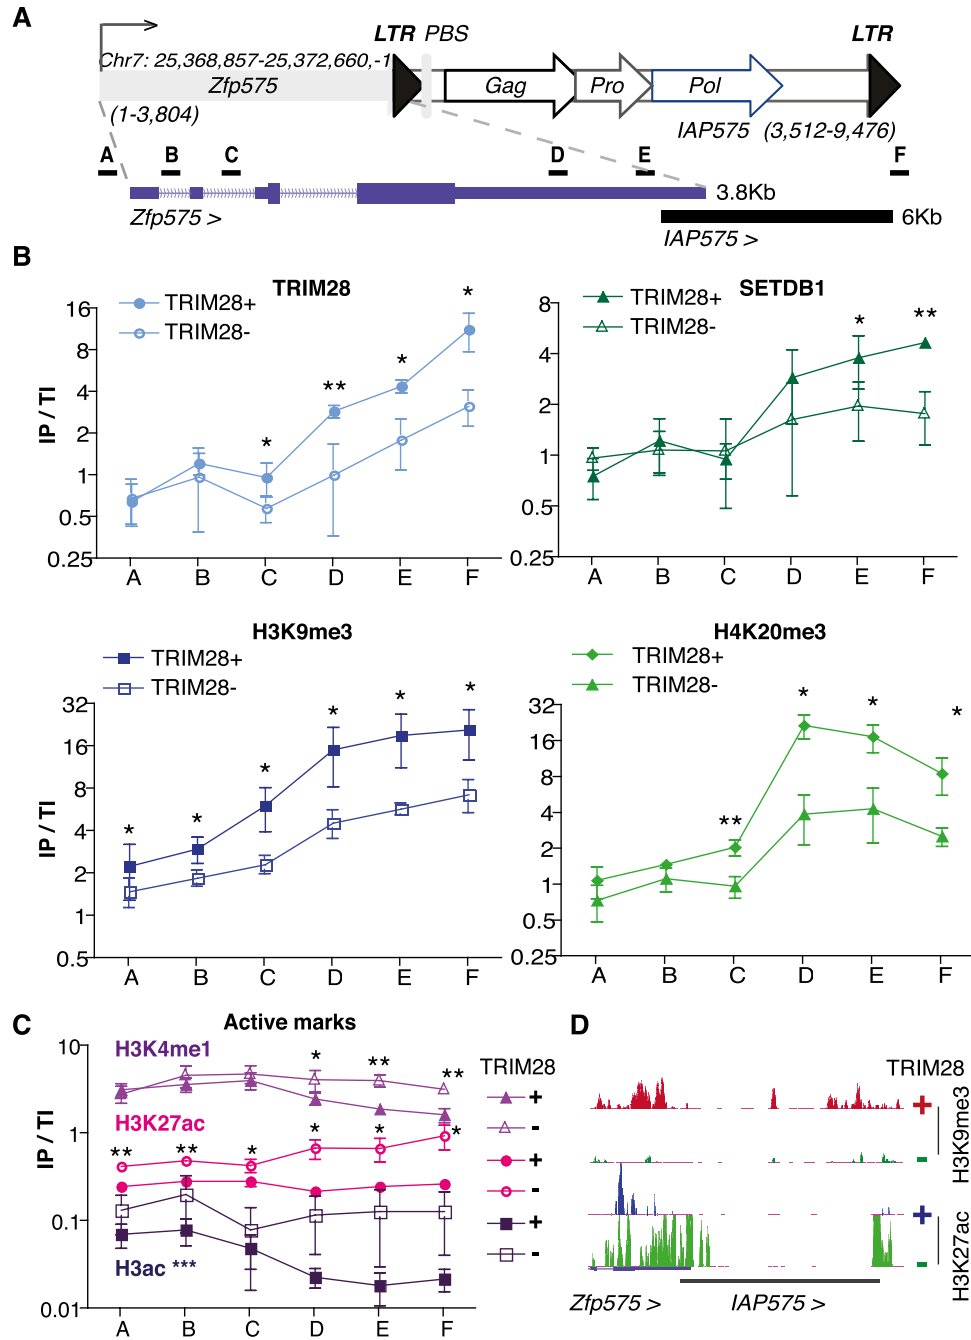 A
LTR PBS LTR
Chr7: 25,368,857-25,372,660,-1
Zfp575 Gag Pro Pol
(1-3,804) IAP575 (3,512-9,476)
A B C D E F
3.8Kb
Zfp575 > 6Kb
IAP575 >
B
TRIM28
TRIM28+
TRIM28-
IP / TI
16
8
4
2
1
0.5
0.25
* ** * *
A B C D E F
SETDB1
TRIM28+
TRIM28-
8
4
2
1
0.5
0.25
* **
A B C D E F
H3K9me3
TRIM28+
TRIM28-
IP / TI
32
16
8
4
2
1
0.5
* * * * * *
A B C D E F
H4K20me3
TRIM28+
TRIM28-
32
16
8
4
2
1
0.5
0.25
** * * *
A B C D E F
C
Active marks
IP / TI
10
1
0.1
0.01
H3K4me1
* ** **
H3K27ac
** ** * * * *
H3ac ***
A B C D E F
TRIM28
+
-
+
-
+
-
D
TRIM28
+
-
H3K9me3
+
-
H3K27ac
Zfp575 > IAP575 >